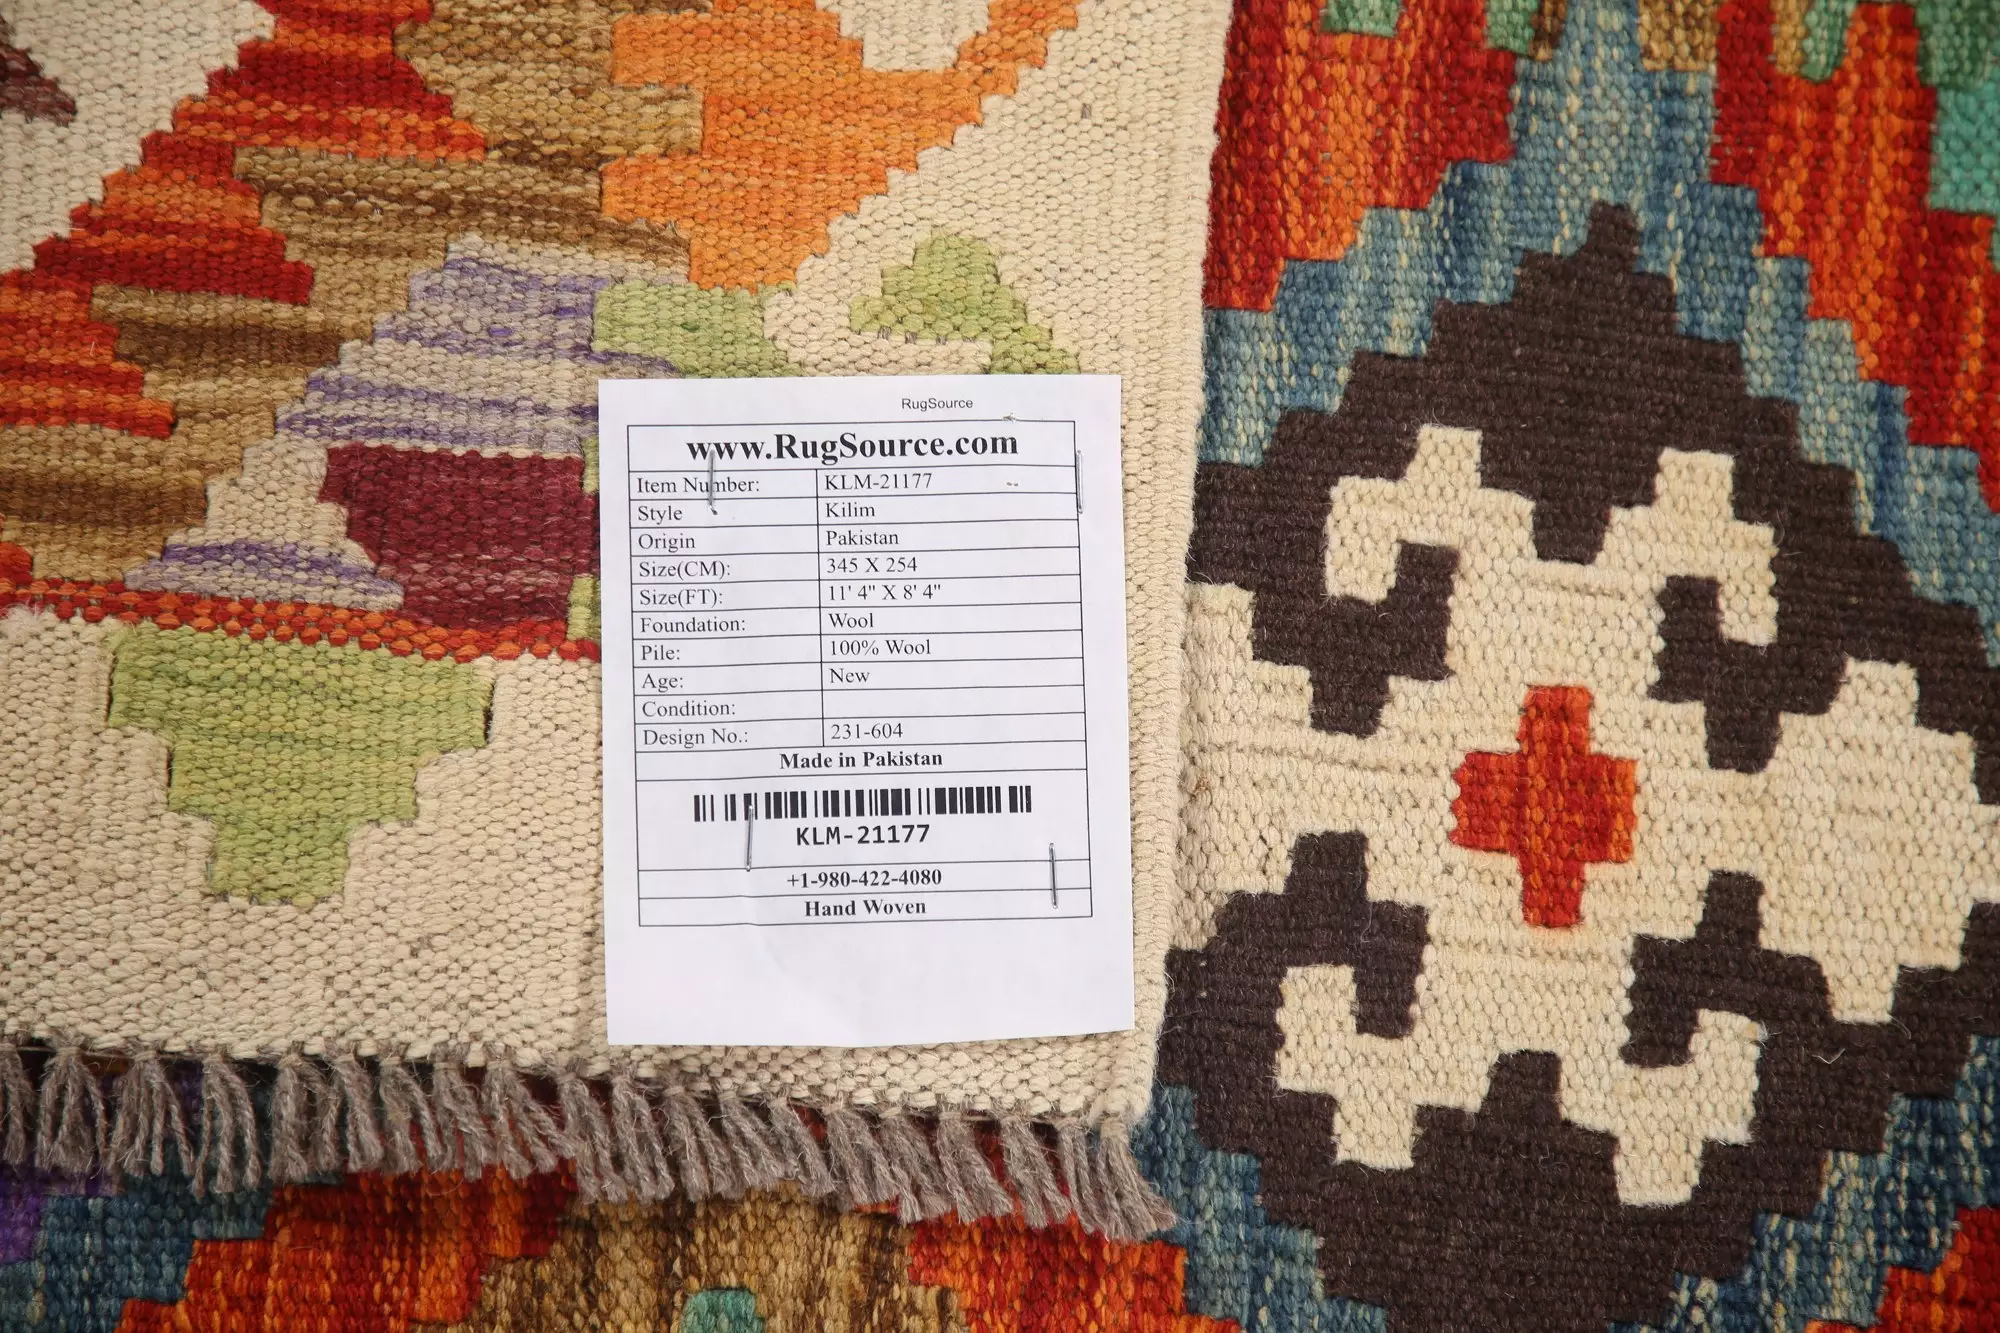 RugSource
www.RugSource.com
Item Number: KLM-21177
Style Kilim
Origin Pakistan
Size(CM): 345 X 254
Size(FT): 11' 4" X 8' 4"
Foundation: Wool
Pile: 100% Wool
Age: New
Condition:
Design No.: 231-604
Made in Pakistan
KLM-21177
+1-980-422-4080
Hand Woven